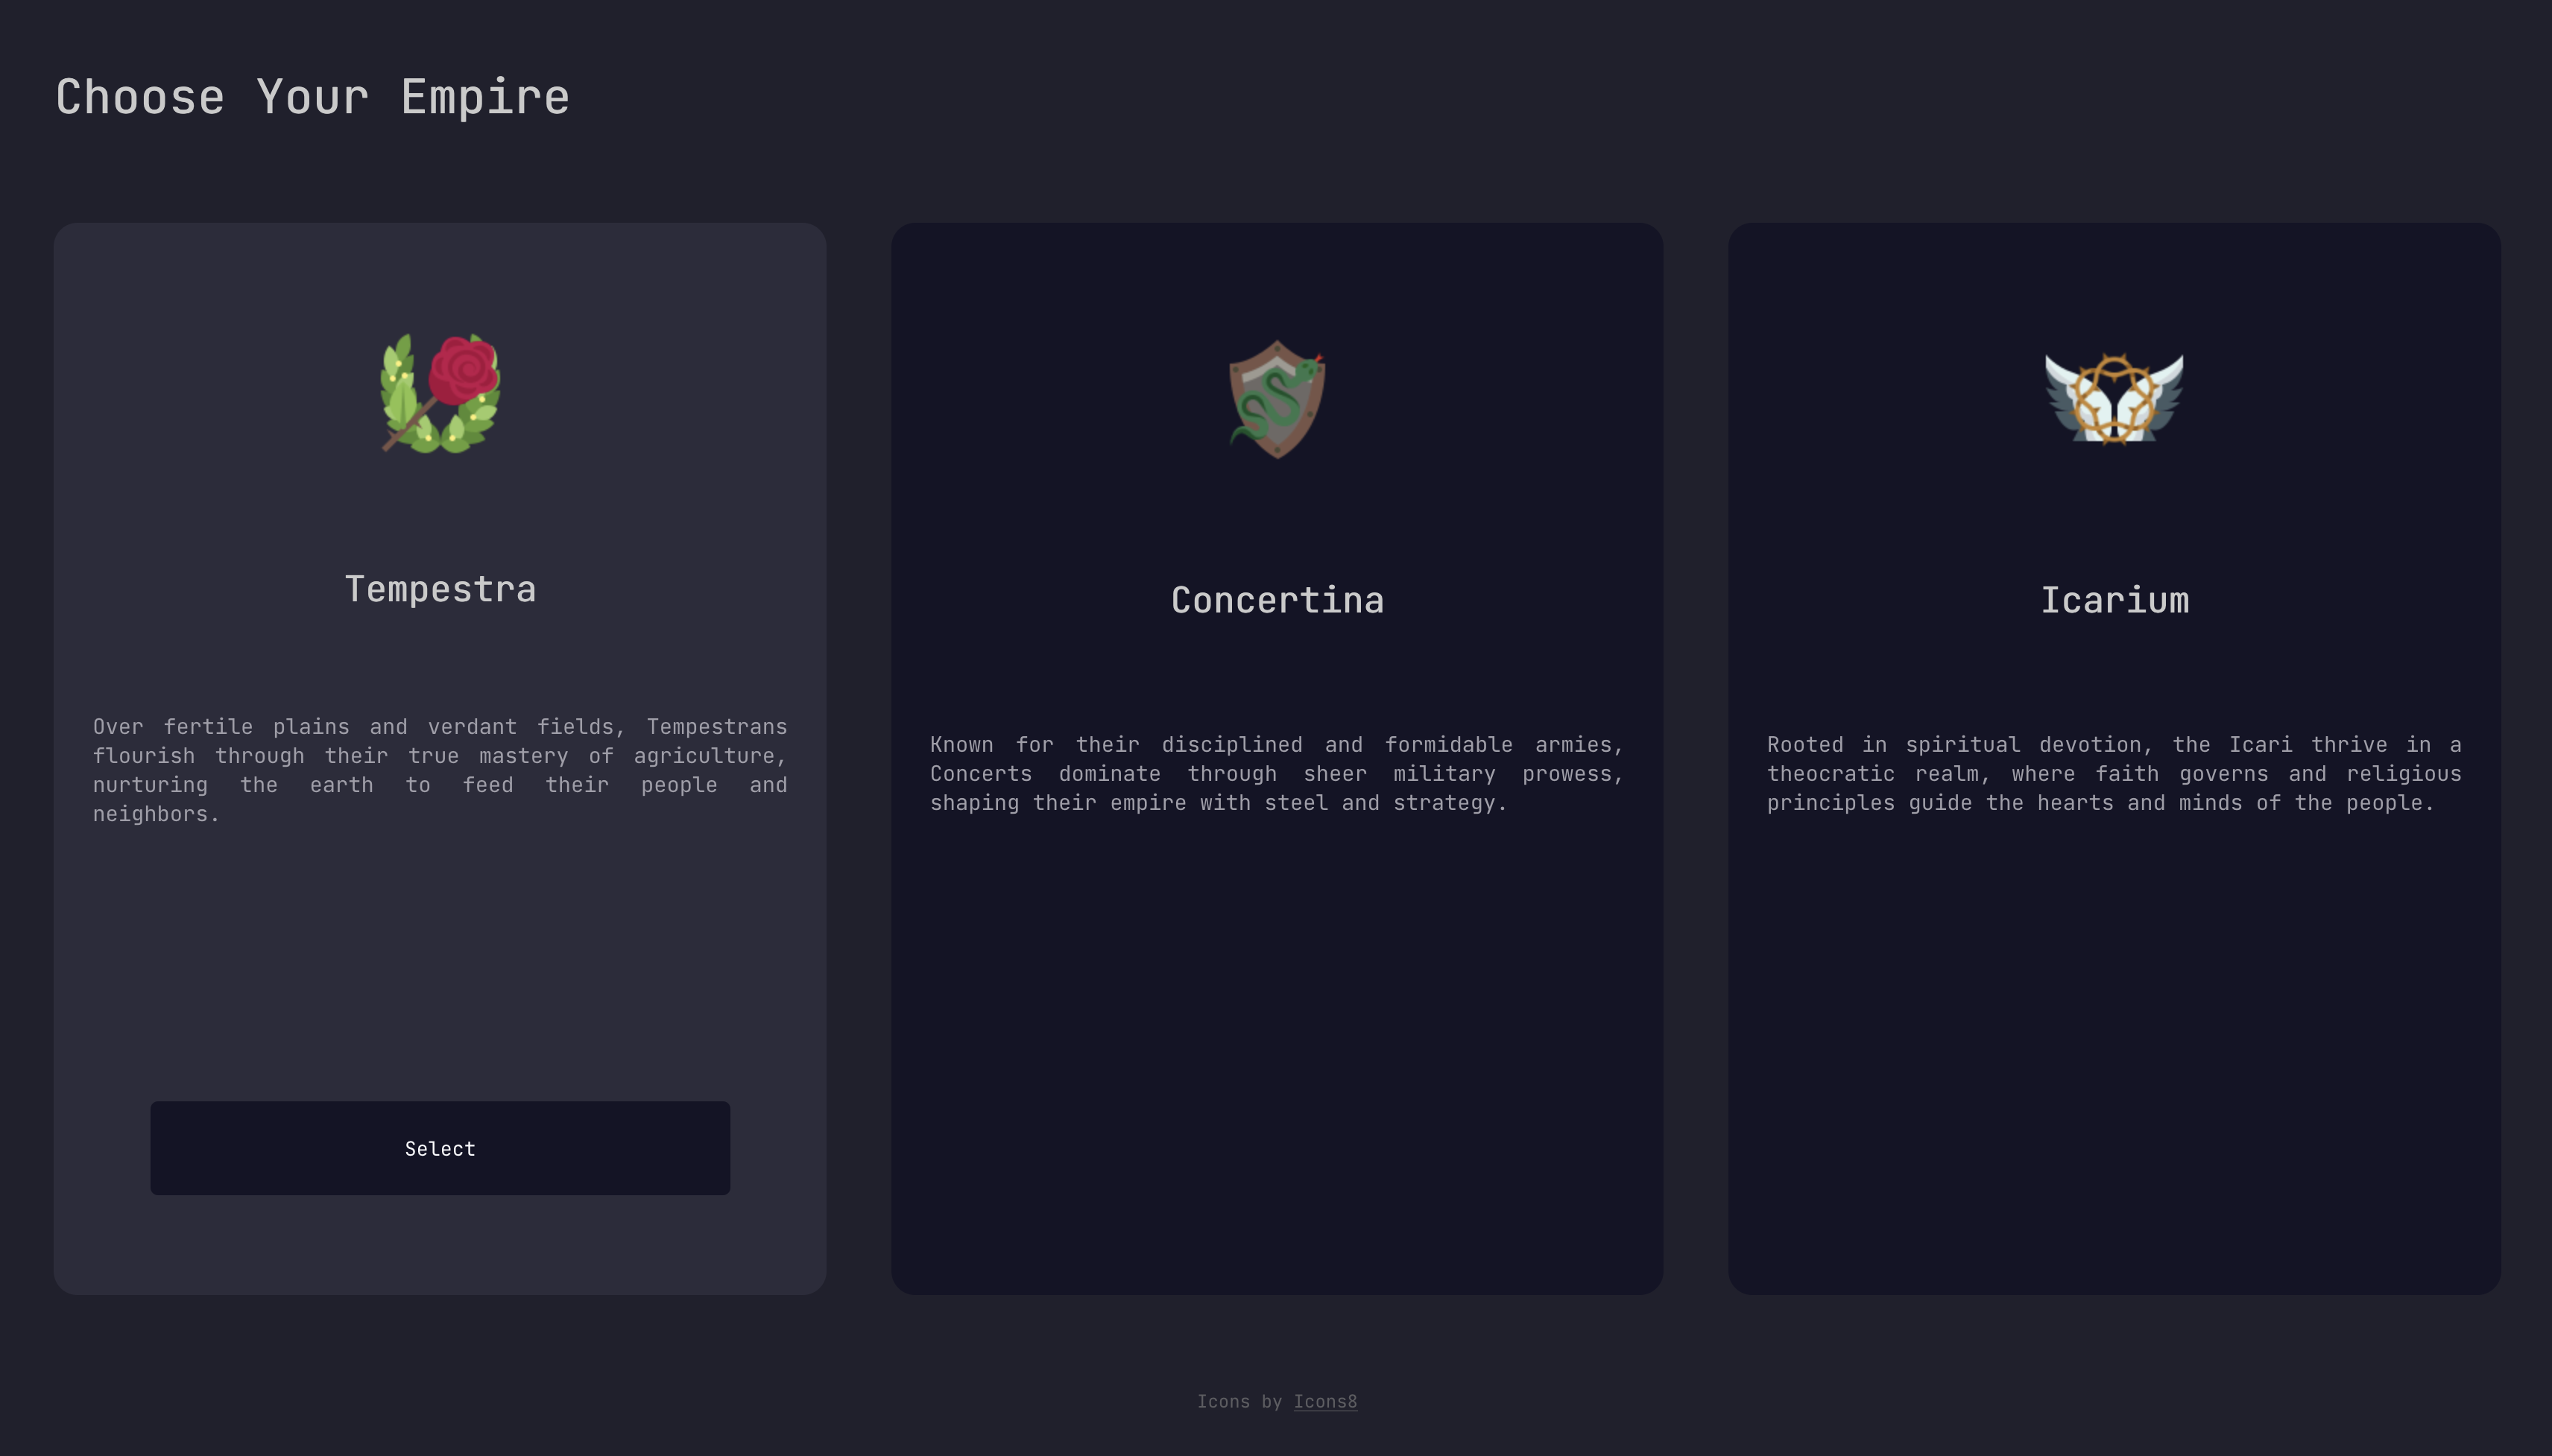 Choose Your Empire
Tempestra
Over fertile plains and verdant fields, Tempestrans
flourish through their true mastery of agriculture,
nurturing the earth to feed their people and
neighbors.
Select
Concertina
Known for their disciplined and formidable armies,
Concerts dominate through sheer military prowess,
shaping their empire with steel and strategy.
Icarium
Rooted in spiritual devotion, the Icari thrive in a
theocratic realm, where faith governs and religious
principles guide the hearts and minds of the people.
Icons by Icons8